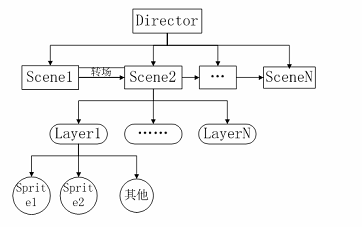 Director
Scene1
转场
Scene2
…
SceneN
Layer1
……
LayerN
Sprit
e1
Sprit
e2
其他